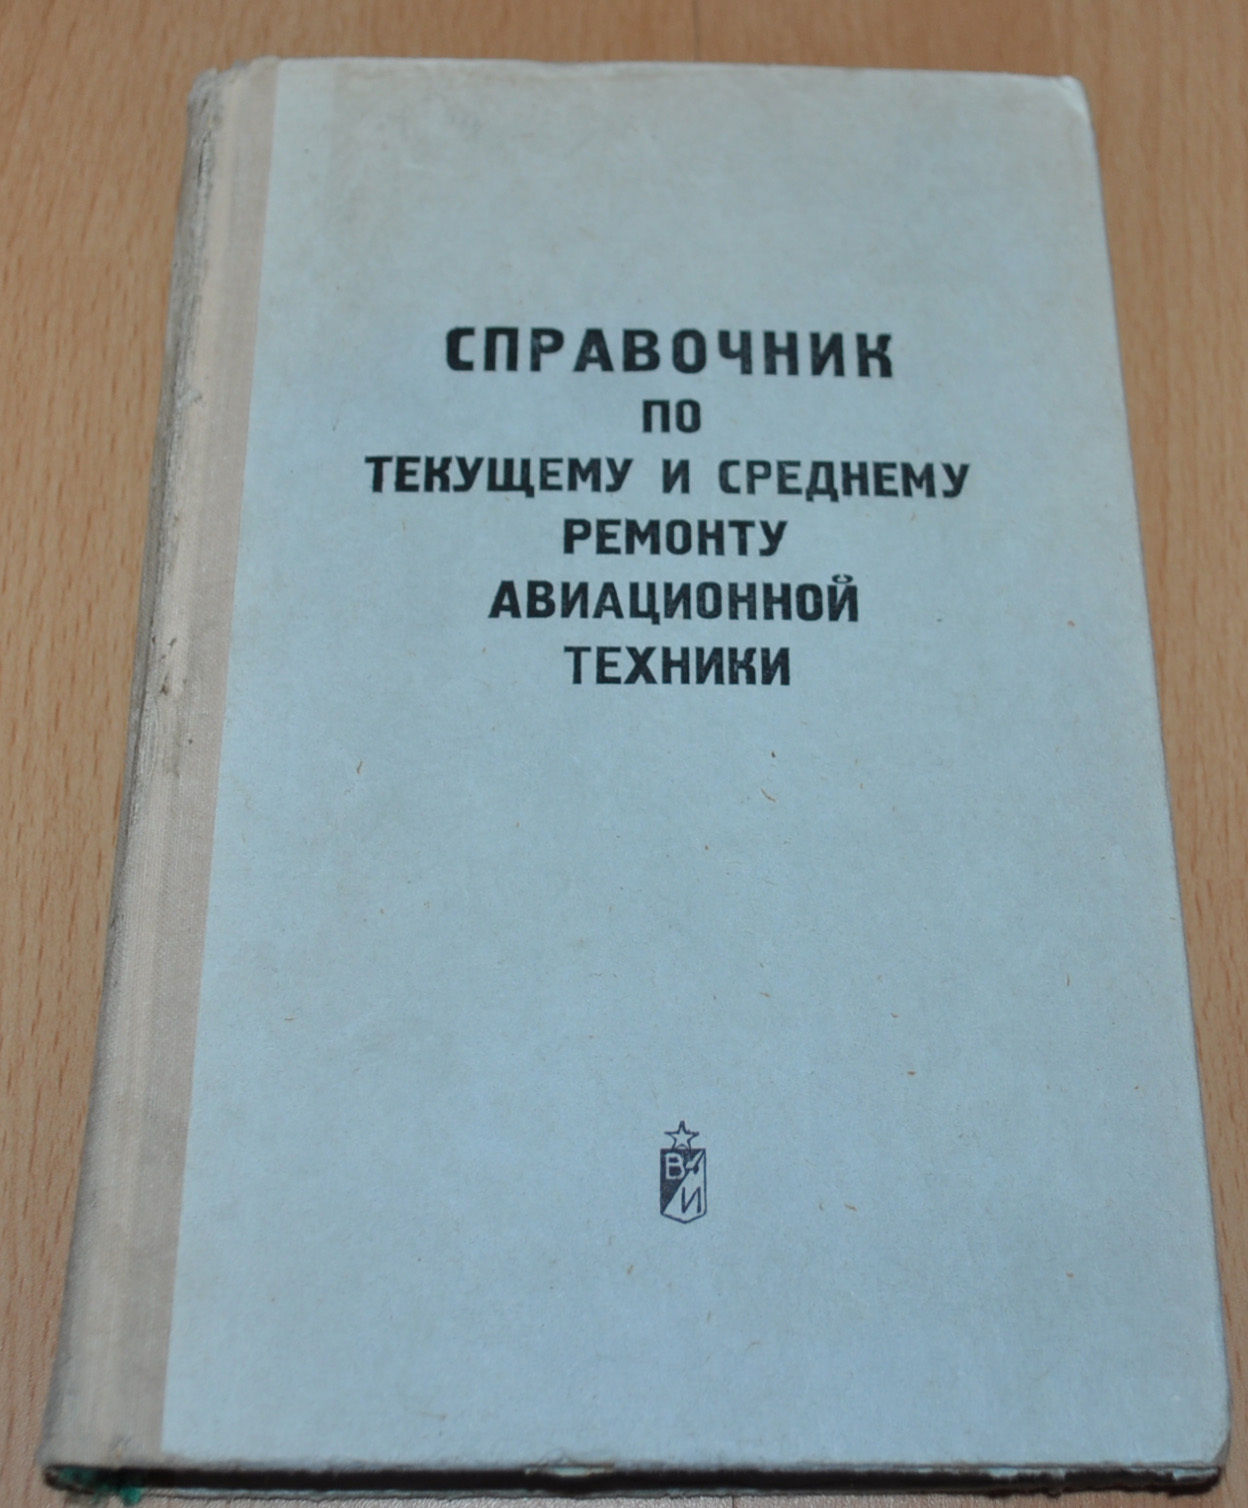 СПРАВОЧНИК
ПО
ТЕКУЩЕМУ И СРЕДНЕМУ
РЕМОНТУ
АВИАЦИОННОЙ
ТЕХНИКИ
В
И